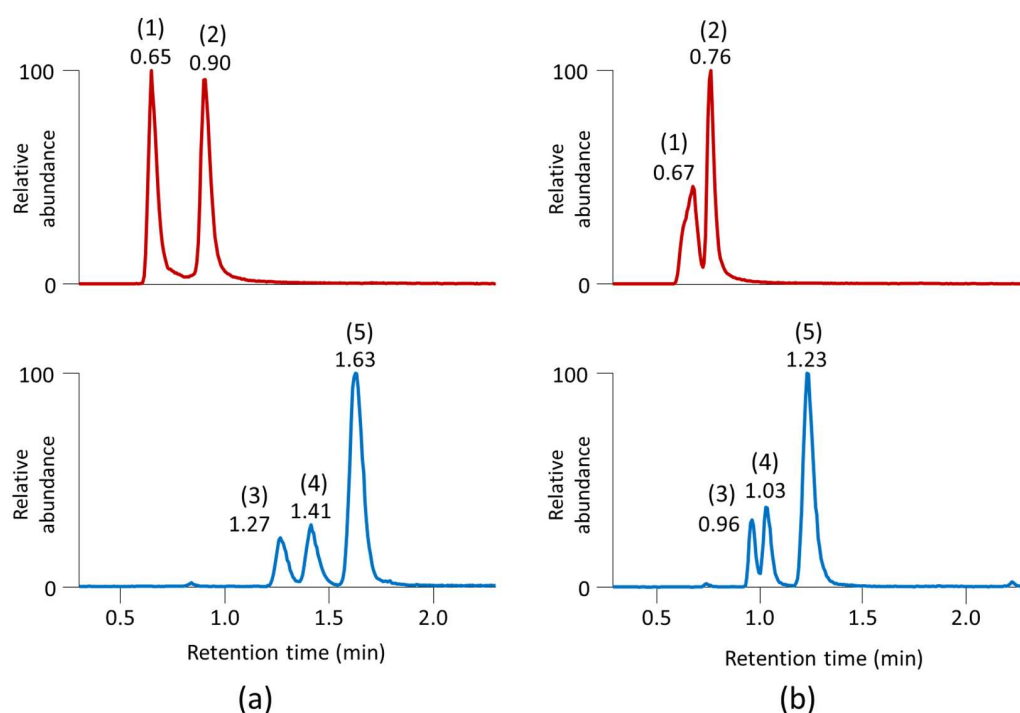 (1)
0.65
(2)
0.90
100
Relative
abundance
0
(3)
1.27
(4)
1.41
(5)
1.63
100
Relative
abundance
0
0.5 1.0 1.5 2.0
Retention time (min)
(a)
(1)
0.67
(2)
0.76
100
Relative
abundance
0
(3)
0.96
(4)
1.03
(5)
1.23
100
Relative
abundance
0
0.5 1.0 1.5 2.0
Retention time (min)
(b)